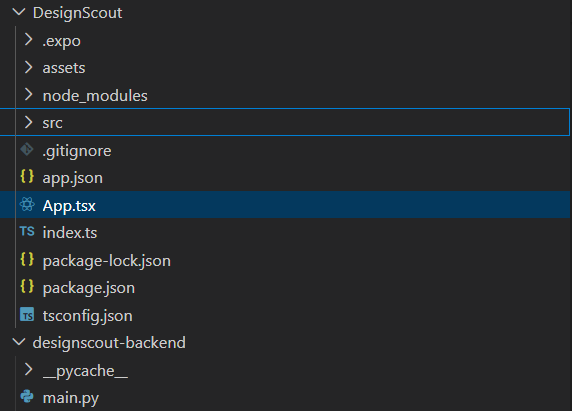 DesignScout
.expo
assets
node_modules
src
.gitignore
{} app.json
App.tsx
TS index.ts
{} package-lock.json
{} package.json
TS tsconfig.json
designscout-backend
__pycache__
main.py